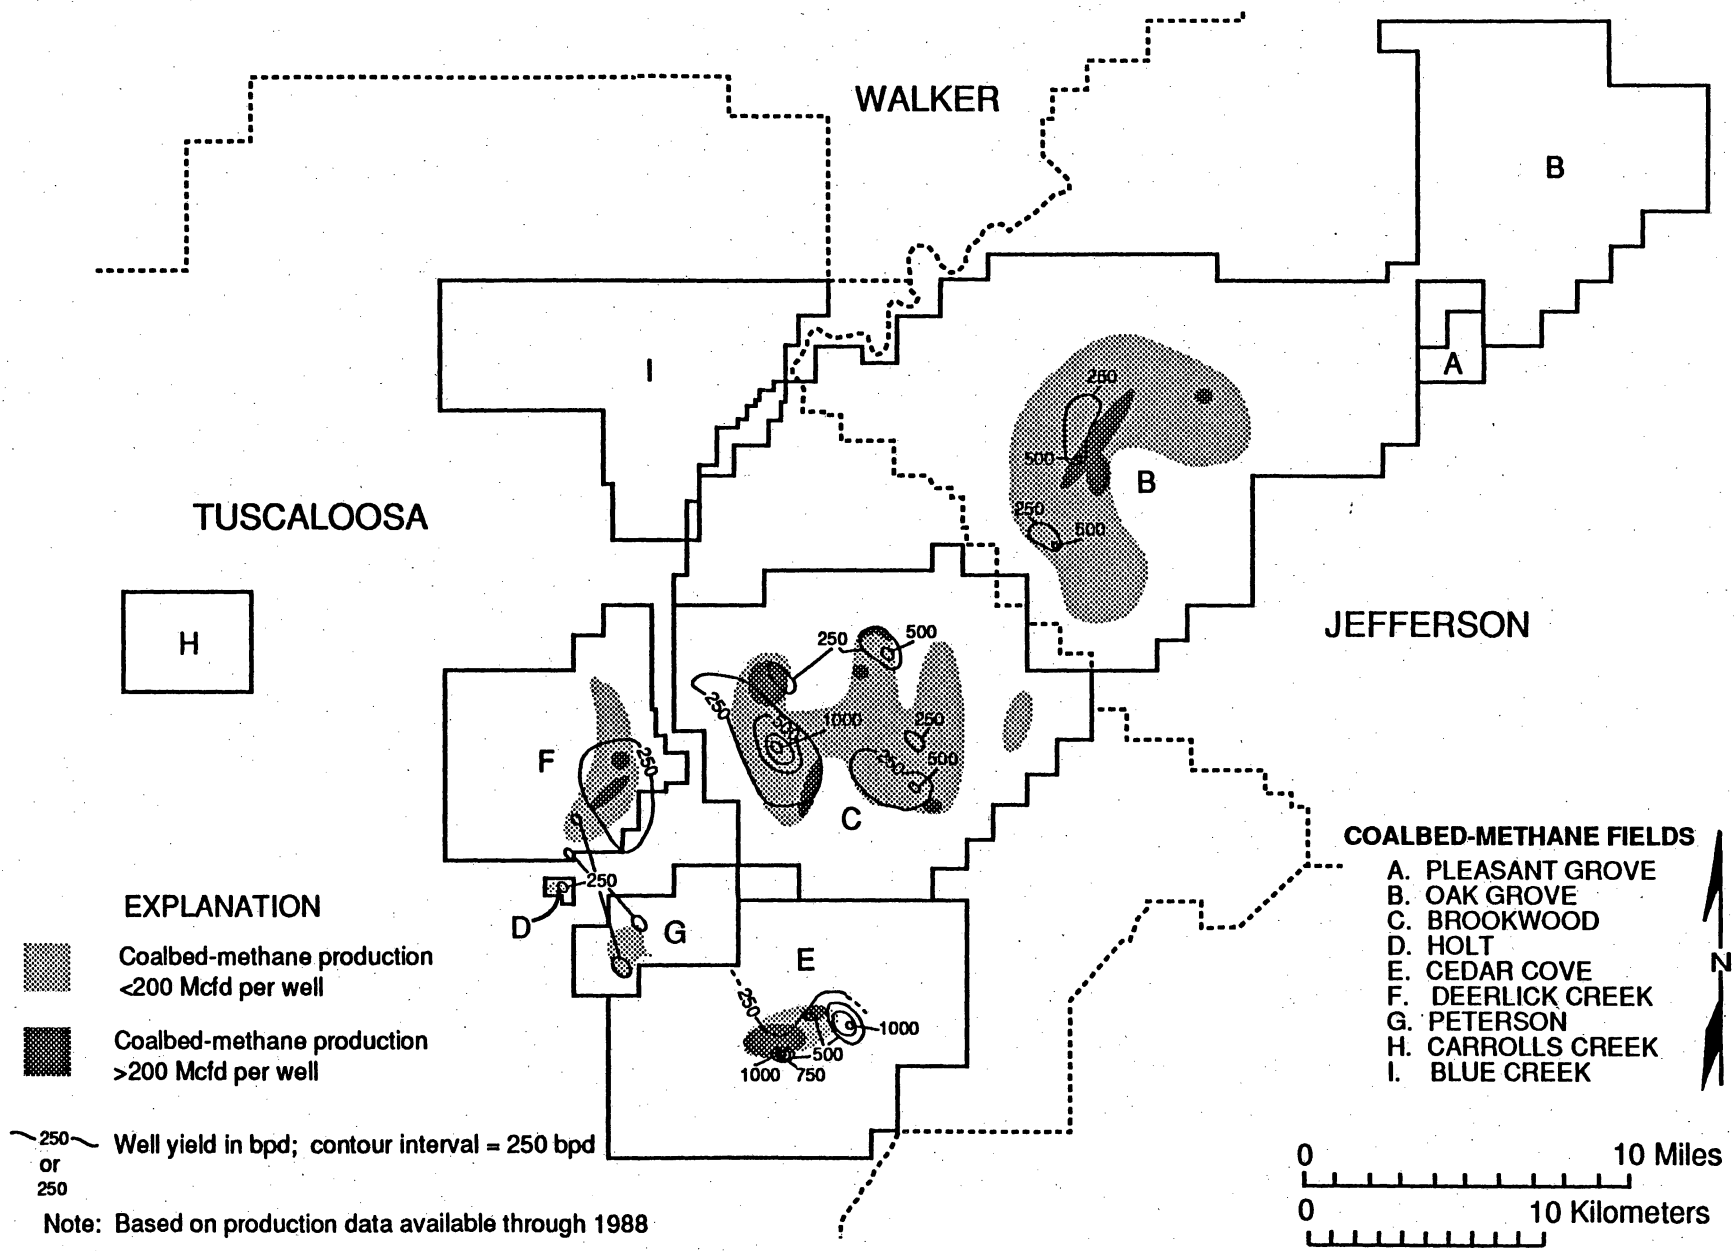 WALKER
B
A
I
250
500
B
250
500
TUSCALOOSA
H
JEFFERSON
250
500
250
500
1000
250
250
500
C
F
250
250
D
G
E
250
1000
500
1000
750
COALBED-METHANE FIELDS
A. PLEASANT GROVE
B. OAK GROVE
C. BROOKWOOD
D. HOLT
E. CEDAR COVE
F. DEERLICK CREEK
G. PETERSON
H. CARROLLS CREEK
I. BLUE CREEK
N
EXPLANATION
Coalbed-methane production
<200 Mcfd per well
Coalbed-methane production
>200 Mcfd per well
250
or
250
Well yield in bpd; contour interval = 250 bpd
Note: Based on production data available through 1988
0 10 Miles
0 10 Kilometers